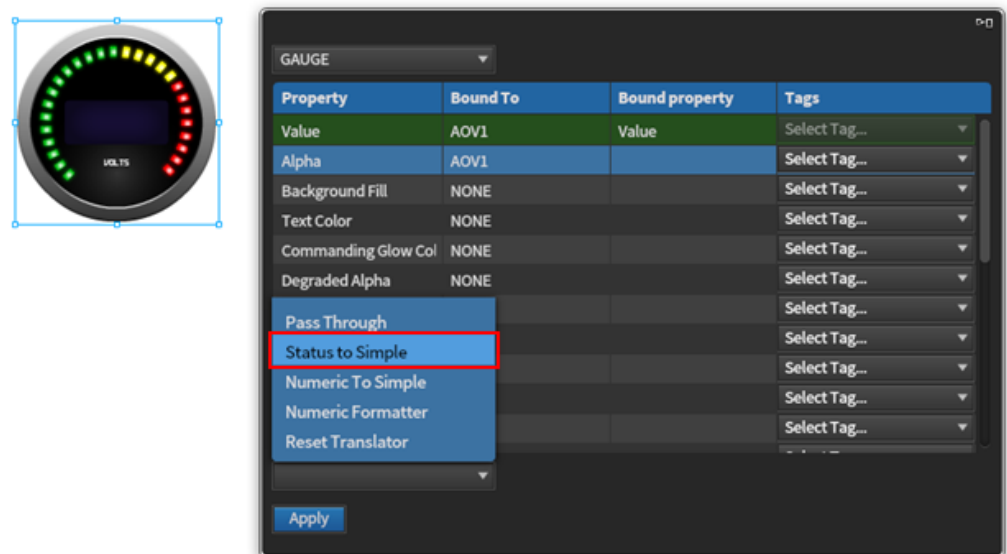 VOLTS
GAUGE
Property Bound To Bound property Tags
Value AOV1 Value Select Tag...
Alpha AOV1 Select Tag...
Background Fill NONE Select Tag...
Text Color NONE Select Tag...
Commanding Glow Col NONE Select Tag...
Degraded Alpha NONE Select Tag...
Select Tag...
Pass Through
Select Tag...
Status to Simple
Select Tag...
Numeric To Simple
Select Tag...
Numeric Formatter
Select Tag...
Reset Translator
Apply